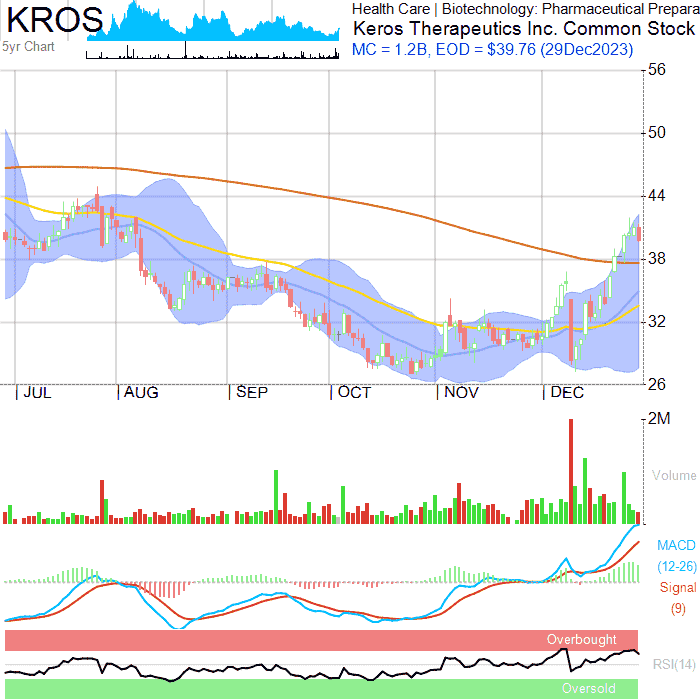 KROS
Health Care | Biotechnology: Pharmaceutical Prepara
Keros Therapeutics Inc. Common Stock
5yr Chart
MC = 1.2B, EOD = $39.76 (29Dec2023)
56
50
44
38
32
26
| JUL | AUG | SEP | OCT | NOV | DEC
2M
Volume
MACD
(12-26)
Signal
(9)
Overbought
RSI(14)
Oversold